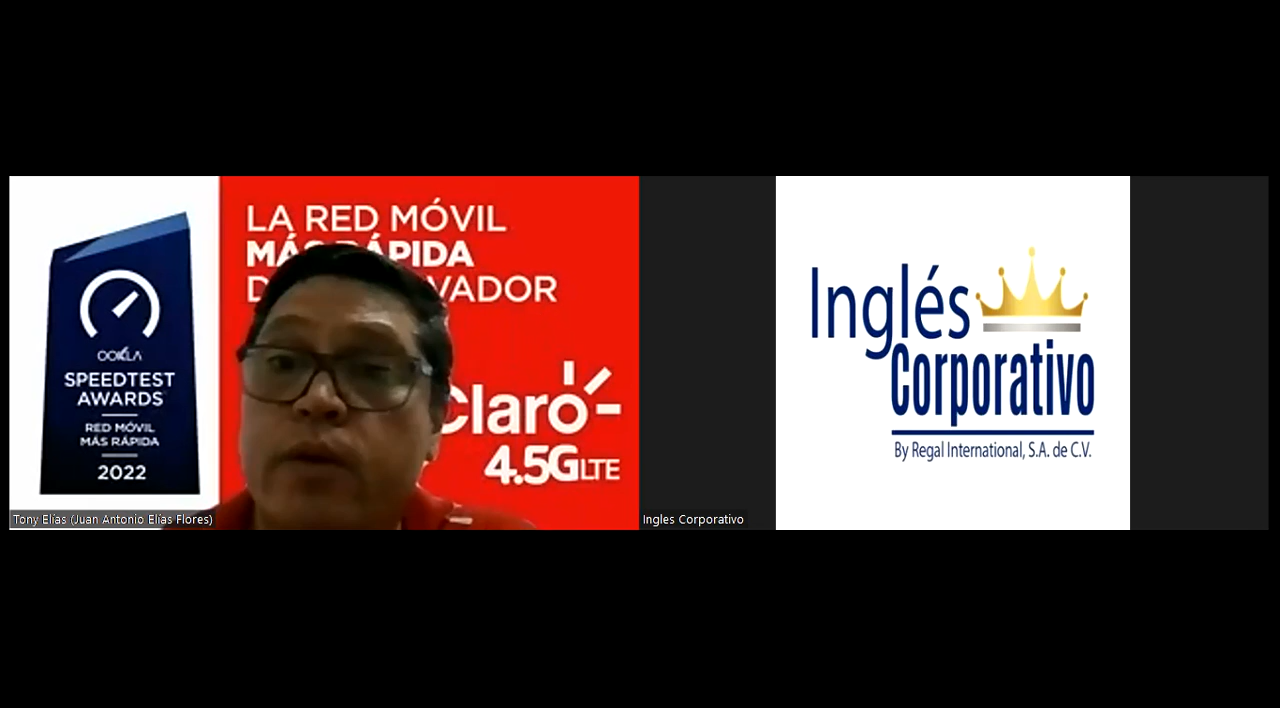 LA RED MÓVIL
MÁS RÁPIDA
VADOR
OOKLA
SPEEDTEST
AWARDS
RED MÓVIL
MÁS RÁPIDA
2022
Claro
4.5G LTE
Tony Elías (Juan Antonio Elías Flores)
Inglés
Corporativo
By Regal International, S.A. de C.V.
Ingles Corporativo